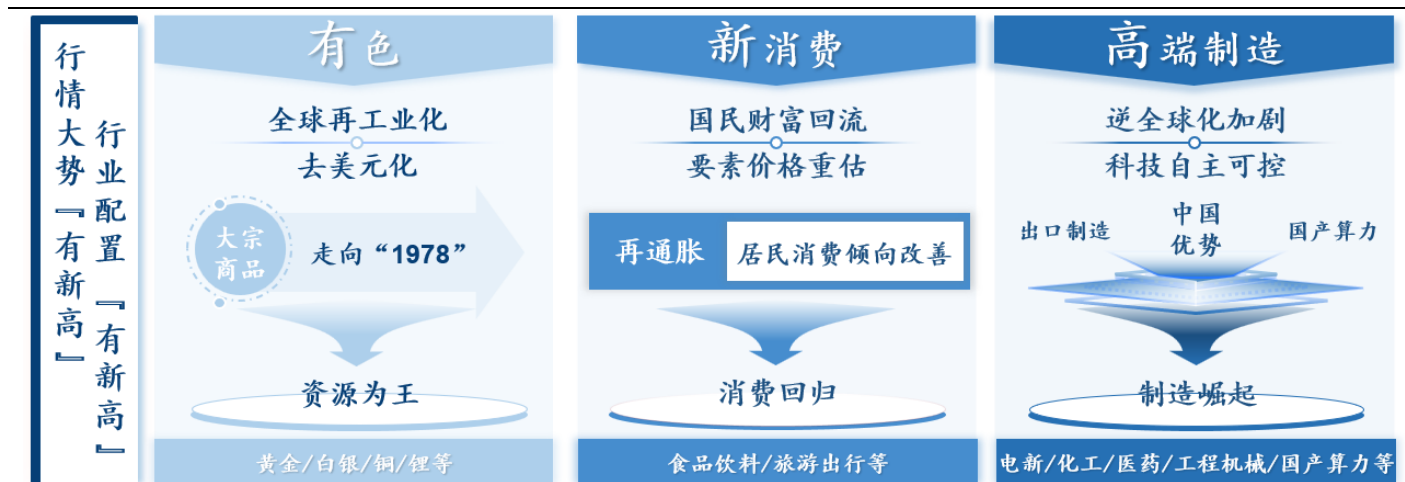 行情大势『有新高』
行业配置『有新高』
有色
全球再工业化
去美元化
大宗
商品
走向“1978”
资源为王
黄金/白银/铜/锂等
新消费
国民财富回流
要素价格重估
再通胀
居民消费倾向改善
消费回归
食品饮料/旅游出行等
高端制造
逆全球化加剧
科技自主可控
出口制造
中国
优势
国产算力
制造崛起
电新/化工/医药/工程机械/国产算力等